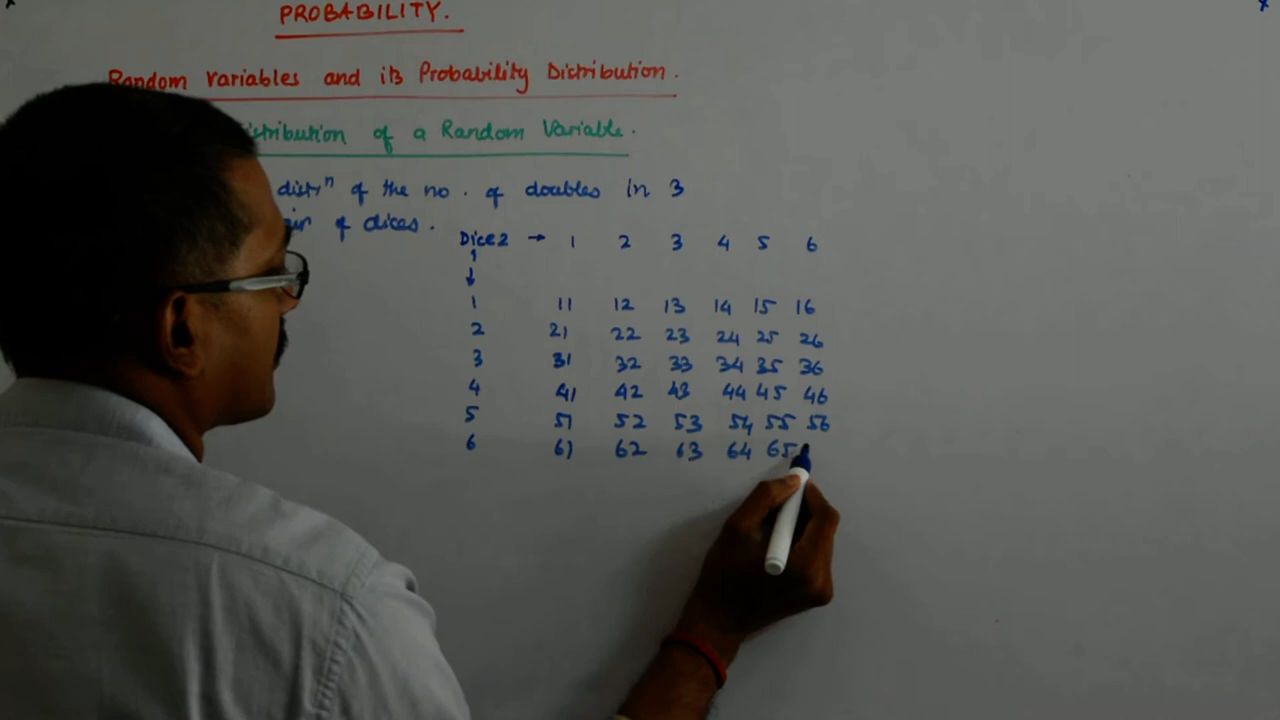 PROBABILITY.
Random Variables and its Probability Distribution.
istribution of a Random Variable.
distrⁿ of the no. of doubles in 3
air of dices.
Dice2 → 1 2 3 4 5 6
1
↓
1 11 12 13 14 15 16
2 21 22 23 24 25 26
3 31 32 33 34 35 36
4 41 42 43 44 45 46
5 51 52 53 54 55 56
6 61 62 63 64 65